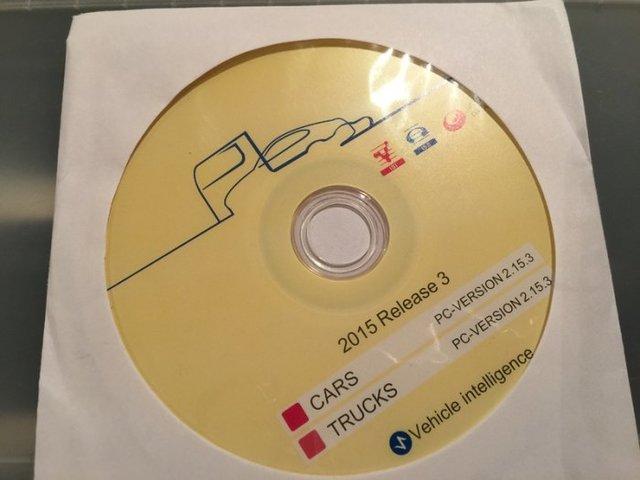 2015 Release 3
CARS PC-VERSION 2.15.3
TRUCKS PC-VERSION 2.15.3
Vehicle intelligence